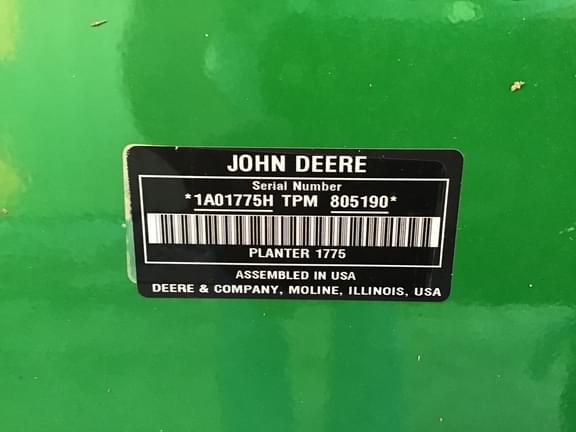 JOHN DEERE
Serial Number
*1A01775H TPM 805190*
PLANTER 1775
ASSEMBLED IN USA
DEERE & COMPANY, MOLINE, ILLINOIS, USA